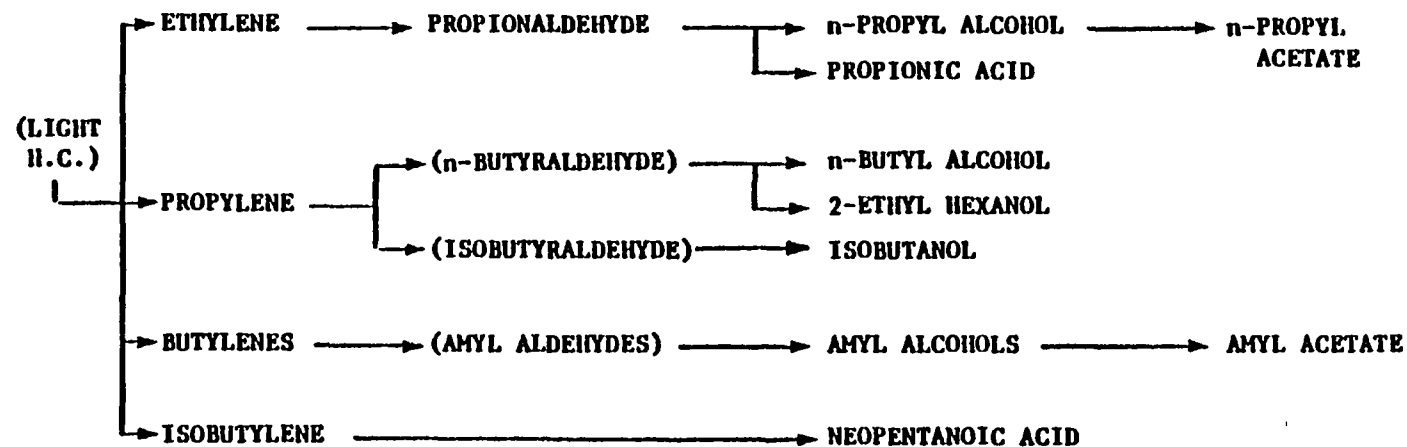 ETHYLENE PROPIONALDEHYDE n-PROPYL ALCOHOL n-PROPYL
ACETATE
PROPIONIC ACID
(LIGHT
H.C.)
(n-BUTYRALDEHYDE) n-BUTYL ALCOHOL
PROPYLENE
2-ETHYL HEXANOL
(ISOBUTYRALDEHYDE) ISOBUTANOL
BUTYLENES (AMYL ALDEHYDES) AMYL ALCOHOLS AMYL ACETATE
ISOBUTYLENE NEOPENTANOIC ACID